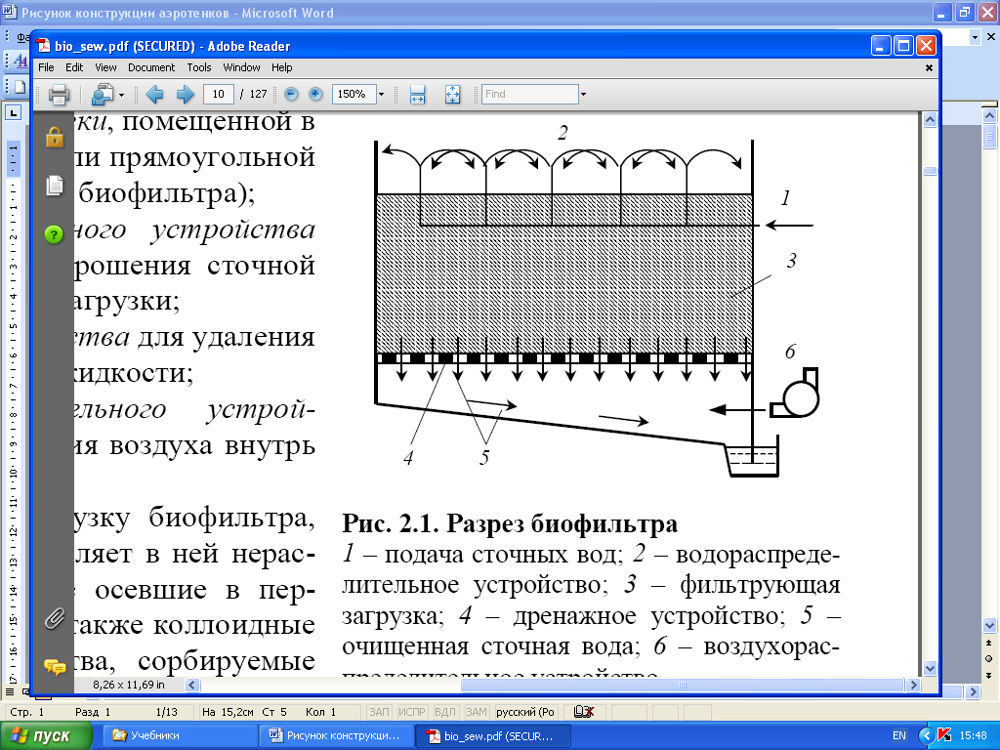 Рисунок конструкции аэротенков - Microsoft Word
bio_sew.pdf (SECURED) - Adobe Reader
File Edit View Document Tools Window Help
10 / 127 150% Find
ки, помещенной в
ли прямоугольной
биофильтра);
ного устройства
рошения сточной
агрузки;
ства для удаления
кидкости;
ельного устрой-
ия воздуха внутрь
узку биофильтра,
ляет в ней нерас-
осевшие в пер-
также коллоидные
тва, сорбируемые
2
1
3
6
4 5
Рис. 2.1. Разрез биофильтра
1 – подача сточных вод; 2 – водораспреде-
лительное устройство; 3 – фильтрующая
загрузка; 4 – дренажное устройство; 5 –
очищенная сточная вода; 6 – воздухорас-
пределительное устройство
8,26 x 11,69 in
Стр. 1 Разд 1 1/13 На 15,2см Ст 5 Кол 1 ЗАП ИСПР ВДЛ ЗАМ русский (Ро
пуск Учебники Рисунок конструкци... bio_sew.pdf (SECUR... EN 15:48